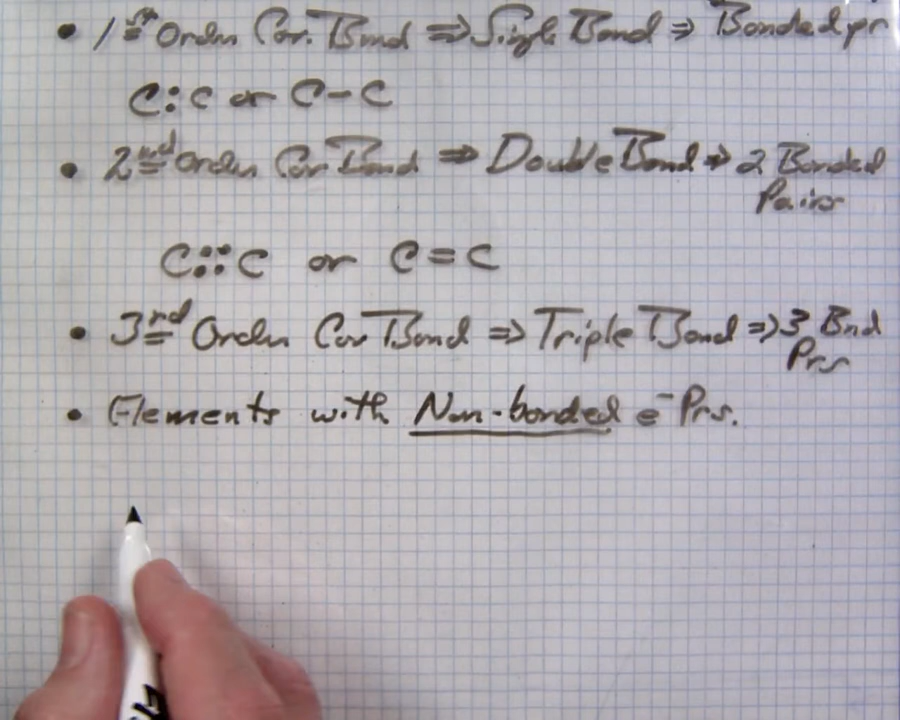 • 1st Order Cov. Bond ⇒ Single Bond ⇒ Bonded pr
C:C or C-C
• 2nd Order Cov Bond ⇒ Double Bond ⇒ 2 Bonded Pairs
C::C or C=C
• 3rd Order Cov Bond ⇒ Triple Bond ⇒ 3 Bnd Prs
• Elements with Non-bonded e⁻ Prs.